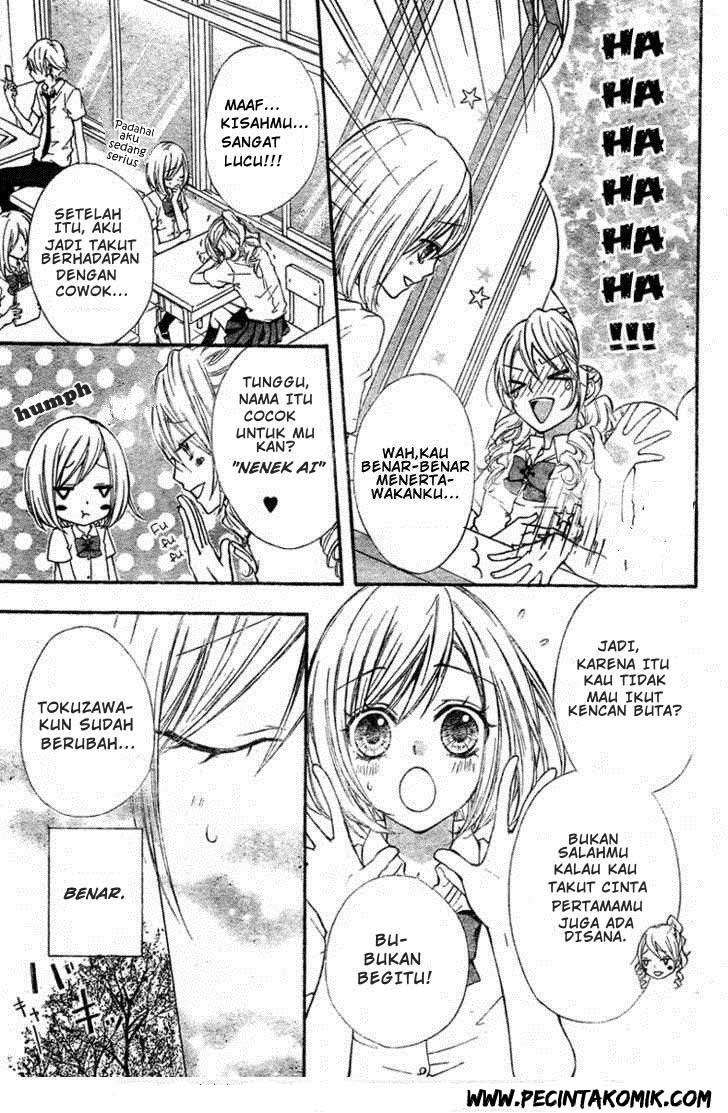 HA
HA
HA
HA
HA
HA
!!!
WAH,KAU
BENAR-BENAR
MENERTA-
WAKANKU...
MAAF...
KISAHMU...
SANGAT
LUCU!!!
Padahal
aku
sedang
serius
SETELAH
ITU, AKU
JADI TAKUT
BERHADAPAN
DENGAN
COWOK...
TUNGGU,
NAMA ITU
COCOK
UNTUK MU
KAN?
"NENEK AI"
♥
Fu
fu
fu
humph
JADI,
KARENA ITU
KAU TIDAK
MAU IKUT
KENCAN BUTA?
BUKAN
SALAHMU
KALAU KAU
TAKUT CINTA
PERTAMAMU
JUGA ADA
DISANA.
BU-
BUKAN
BEGITU!
TOKUZAWA-
KUN SUDAH
BERUBAH...
BENAR.
WWW.PECINTAKOMIK.COM